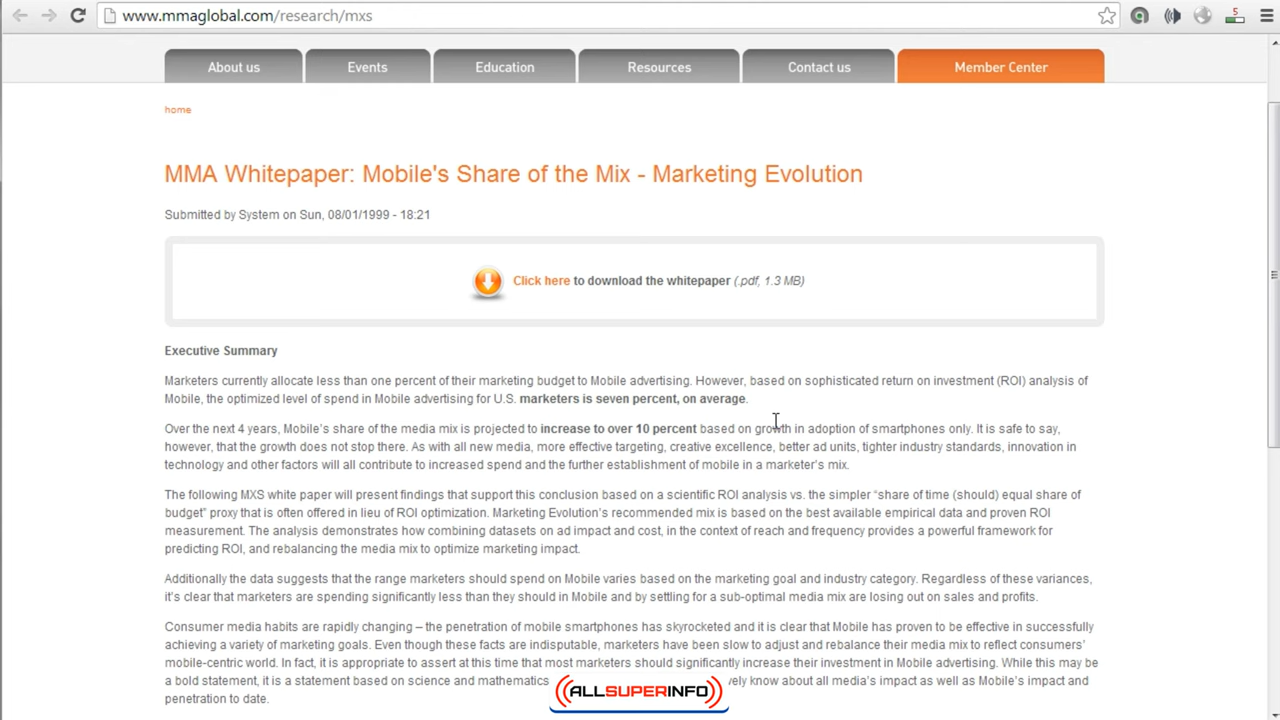 www.mmaglobal.com/research/mxs
5
About us Events Education Resources Contact us Member Center
home
MMA Whitepaper: Mobile's Share of the Mix - Marketing Evolution
Submitted by System on Sun, 08/01/1999 - 18:21
Click here to download the whitepaper (.pdf, 1.3 MB)
Executive Summary
Marketers currently allocate less than one percent of their marketing budget to Mobile advertising. However, based on sophisticated return on investment (ROI) analysis of
Mobile, the optimized level of spend in Mobile advertising for U.S. marketers is seven percent, on average.
Over the next 4 years, Mobile's share of the media mix is projected to increase to over 10 percent based on growth in adoption of smartphones only. It is safe to say,
however, that the growth does not stop there. As with all new media, more effective targeting, creative excellence, better ad units, tighter industry standards, innovation in
technology and other factors will all contribute to increased spend and the further establishment of mobile in a marketer's mix.
The following MXS white paper will present findings that support this conclusion based on a scientific ROI analysis vs. the simpler "share of time (should) equal share of
budget" proxy that is often offered in lieu of ROI optimization. Marketing Evolution's recommended mix is based on the best available empirical data and proven ROI
measurement. The analysis demonstrates how combining datasets on ad impact and cost, in the context of reach and frequency provides a powerful framework for
predicting ROI, and rebalancing the media mix to optimize marketing impact.
Additionally the data suggests that the range marketers should spend on Mobile varies based on the marketing goal and industry category. Regardless of these variances,
it's clear that marketers are spending significantly less than they should in Mobile and by settling for a sub-optimal media mix are losing out on sales and profits.
Consumer media habits are rapidly changing – the penetration of mobile smartphones has skyrocketed and it is clear that Mobile has proven to be effective in successfully
achieving a variety of marketing goals. Even though these facts are indisputable, marketers have been slow to adjust and rebalance their media mix to reflect consumers'
mobile-centric world. In fact, it is appropriate to assert at this time that most marketers should significantly increase their investment in Mobile advertising. While this may be
a bold statement, it is a statement based on science and mathematics vely know about all media's impact as well as Mobile's impact and
penetration to date.
ALLSUPERINFO